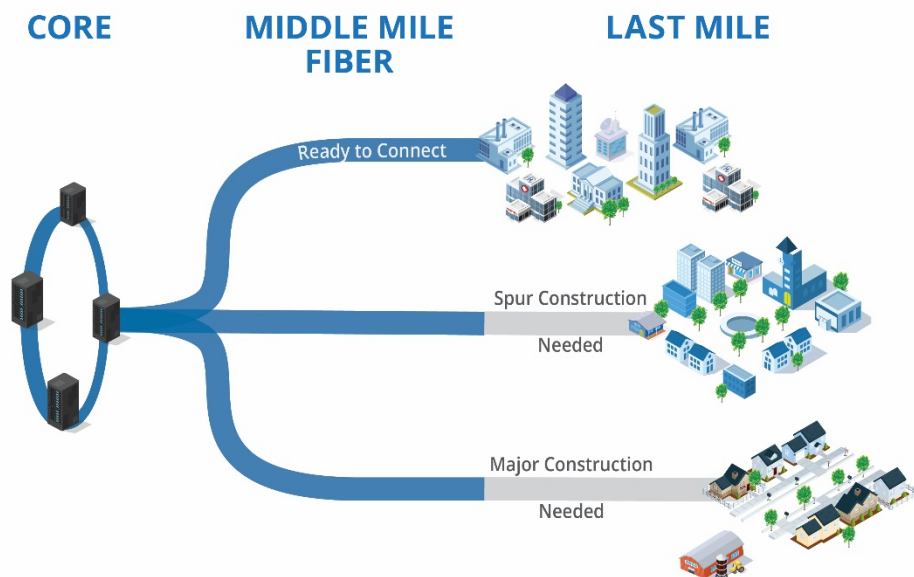 CORE
MIDDLE MILE
FIBER
LAST MILE
Ready to Connect
Spur Construction
Needed
Major Construction
Needed